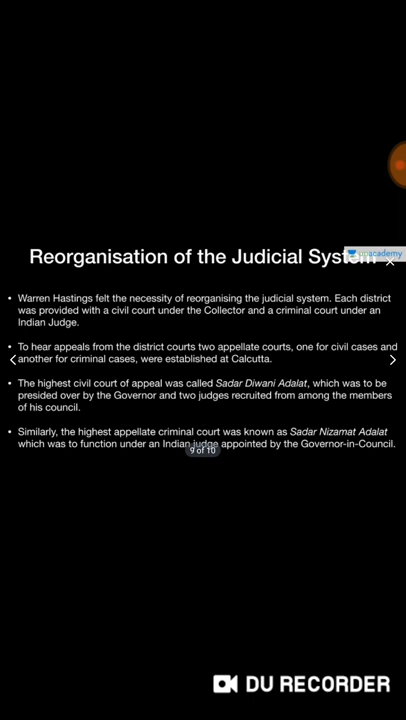 Reorganisation of the Judicial System
unacademy
• Warren Hastings felt the necessity of reorganising the judicial system. Each district
was provided with a civil court under the Collector and a criminal court under an
Indian Judge.
• To hear appeals from the district courts two appellate courts, one for civil cases and
another for criminal cases, were established at Calcutta.
• The highest civil court of appeal was called Sadar Diwani Adalat, which was to be
presided over by the Governor and two judges recruited from among the members
of his council.
• Similarly, the highest appellate criminal court was known as Sadar Nizamat Adalat
which was to function under an Indian judge appointed by the Governor-in-Council.
9 of 10
DU RECORDER